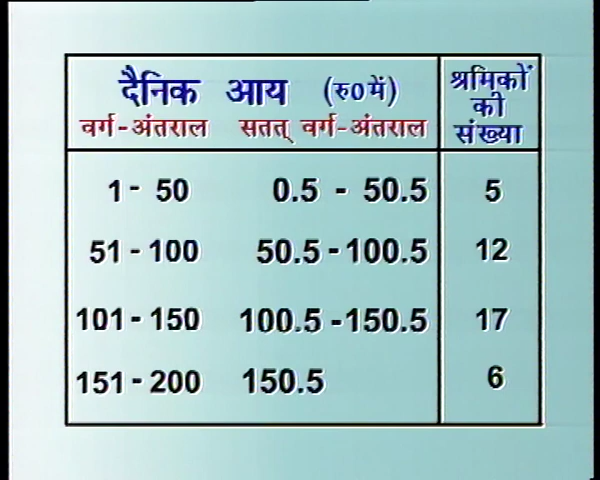 दैनिक आय (रु0में) श्रमिकों की संख्या
वर्ग-अंतराल सतत् वर्ग-अंतराल
1- 50 0.5 - 50.5 5
51-100 50.5-100.5 12
101-150 100.5-150.5 17
151-200 150.5 6